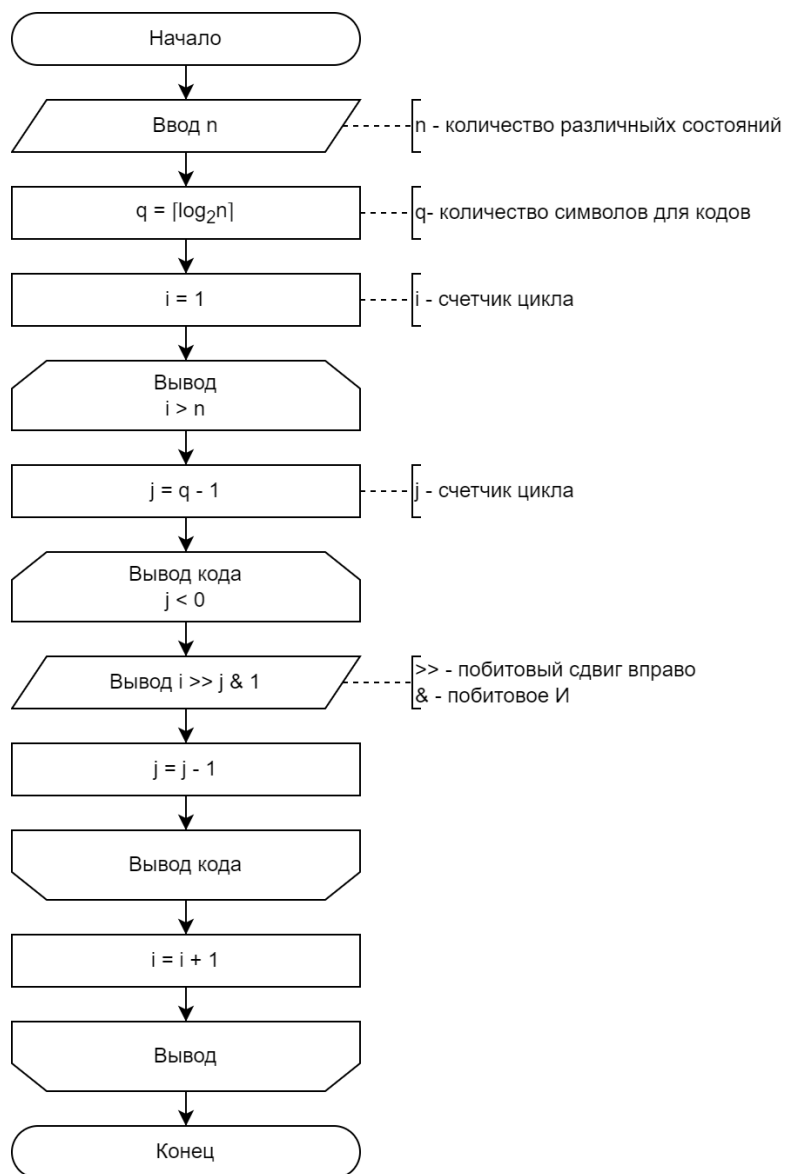 Начало
Ввод n
n - количество различныйх состояний
q = ⌈log₂n⌉
q- количество символов для кодов
i = 1
i - счетчик цикла
Вывод
i > n
j = q - 1
j - счетчик цикла
Вывод кода
j < 0
Вывод i >> j & 1
>> - побитовый сдвиг вправо
& - побитовое И
j = j - 1
Вывод кода
i = i + 1
Вывод
Конец